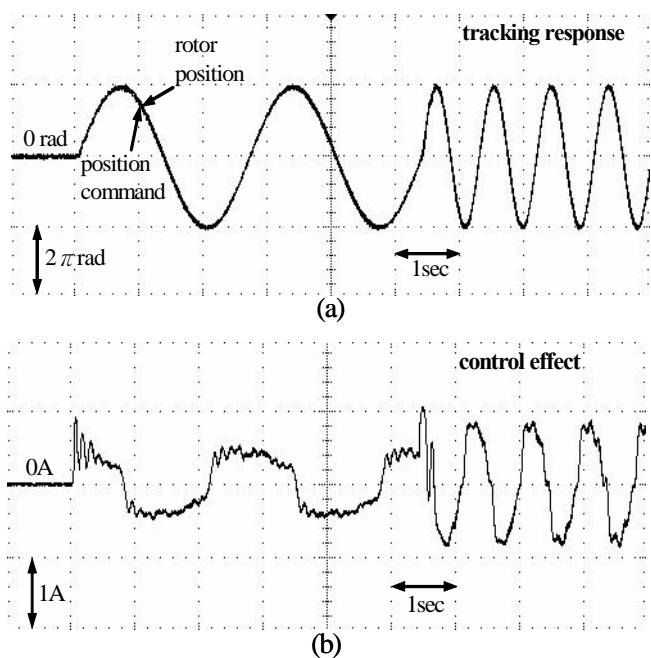 tracking response
rotor
position
0 rad
position
command
2 π rad
1sec
(a)
control effect
0A
1A
1sec
(b)